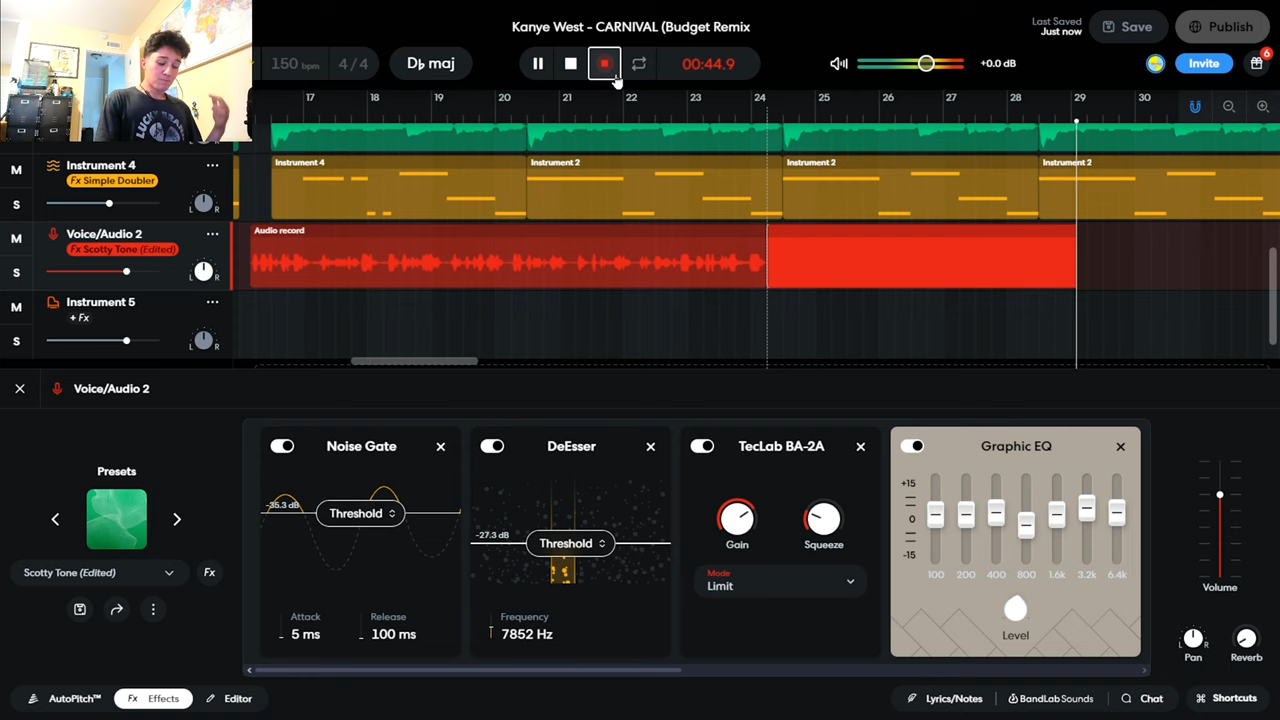 Kanye West - CARNIVAL (Budget Remix
Last Saved
Just now
Save
Publish
150 bpm
4 / 4
D♭ maj
00:44.9
+0.0 dB
Invite
6
17 18 19 20 21 22 23 24 25 26 27 28 29 30
M
S
Instrument 4
Fx Simple Doubler
L R
Instrument 4
Instrument 2
Instrument 2
Instrument 2
M
S
Voice/Audio 2
Fx Scotty Tone (Edited)
L R
Audio record
M
S
Instrument 5
+ Fx
L R
Voice/Audio 2
Presets
Scotty Tone (Edited)
Fx
Noise Gate
-35.3 dB
Threshold
Attack
5 ms
Release
100 ms
DeEsser
-27.3 dB
Threshold
Frequency
7852 Hz
TecLab BA-2A
Gain
Squeeze
Mode
Limit
Graphic EQ
+15
0
-15
100 200 400 800 1.6k 3.2k 6.4k
Level
Volume
L R
Pan
Reverb
AutoPitch™
Fx Effects
Editor
Lyrics/Notes
BandLabSounds
Chat
Shortcuts